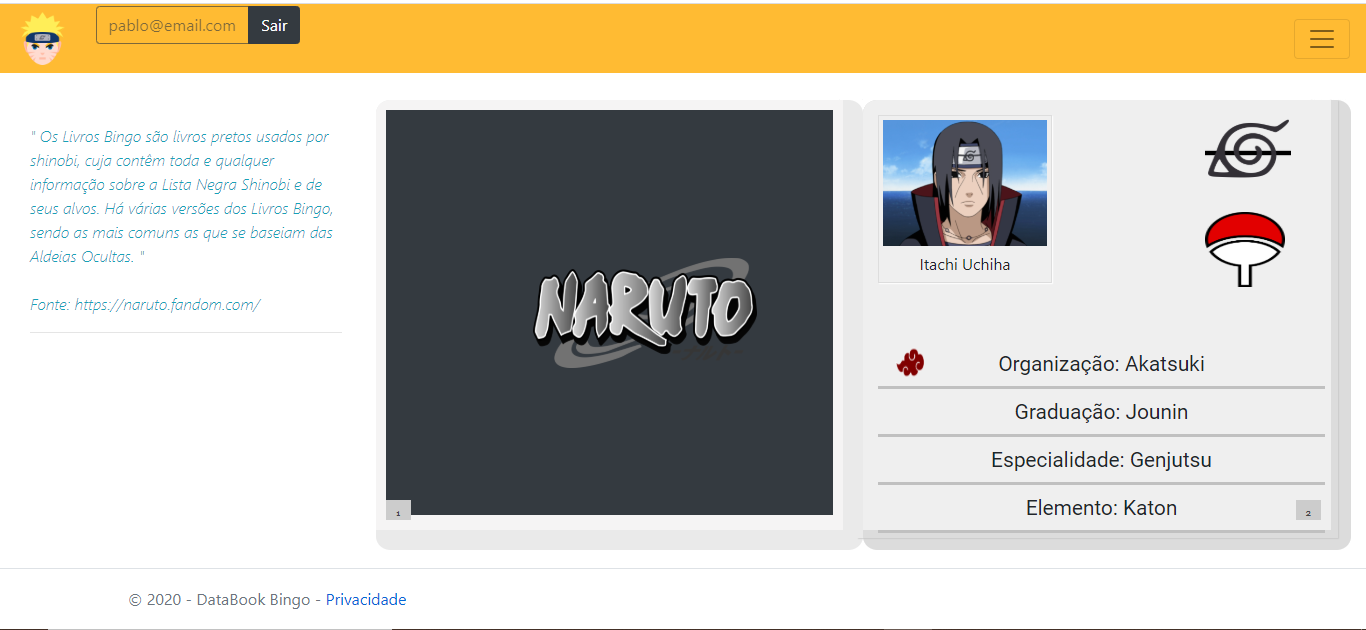 pablo@email.com
Sair
" Os Livros Bingo são livros pretos usados por
shinobi, cuja contêm toda e qualquer
informação sobre a Lista Negra Shinobi e de
seus alvos. Há várias versões dos Livros Bingo,
sendo as mais comuns as que se baseiam das
Aldeias Ocultas. "
Fonte: https://naruto.fandom.com/
NARUTO
1
Itachi Uchiha
Organização: Akatsuki
Graduação: Jounin
Especialidade: Genjutsu
Elemento: Katon
2
© 2020 - DataBook Bingo - Privacidade